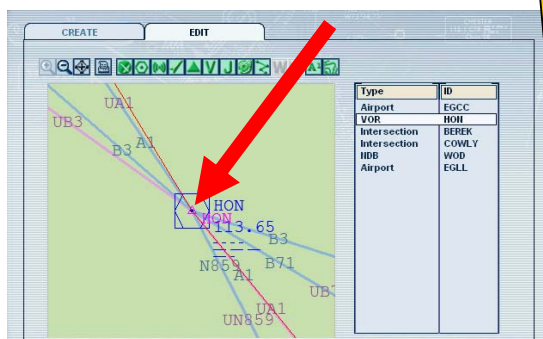 CREATE EDIT
V J W A
Type ID
Airport EGCC
VOR HON
Intersection BEREK
Intersection COWLY
NDB WOD
Airport EGLL
UA1
UB3
B3 A1
HON
HON
113.65
B3
N859 B71
A1
UB
UA1
UN859